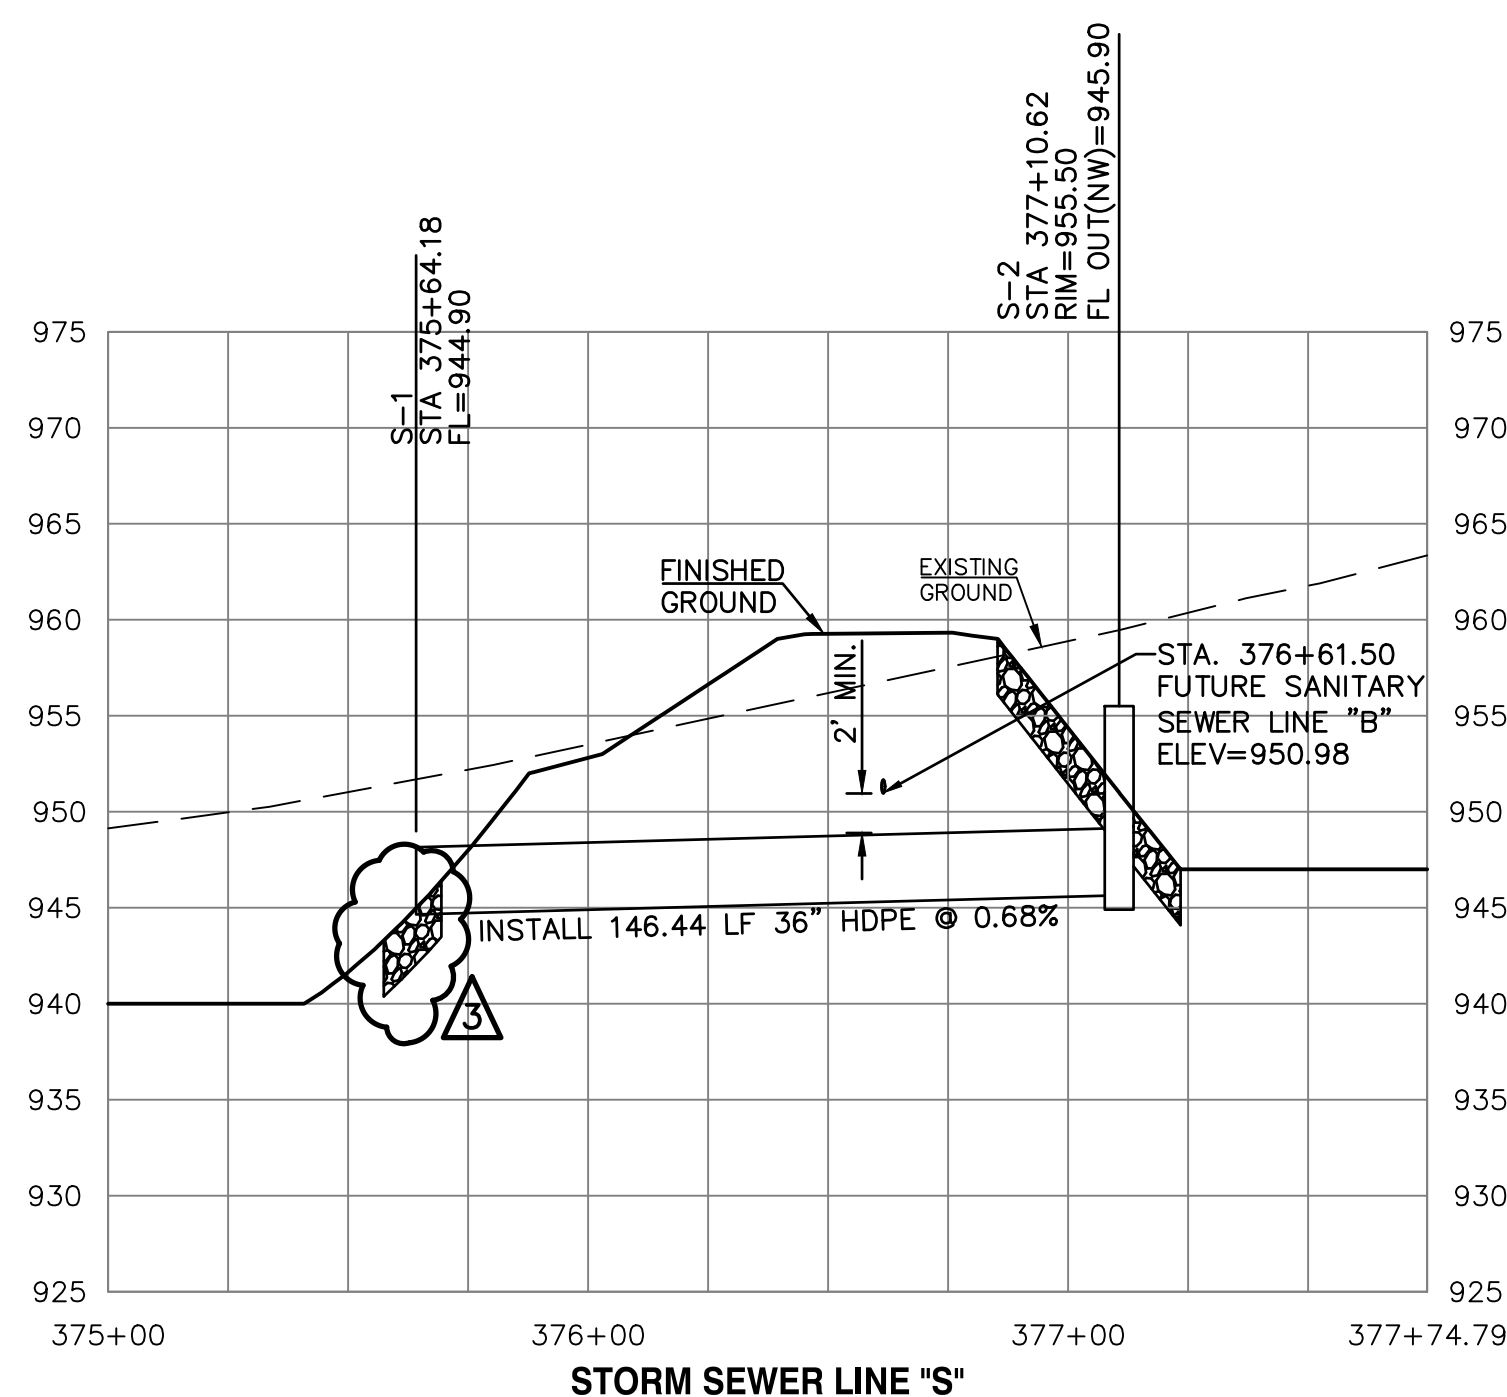 S-2
STA 377+10.62
RIM=955.50
FL OUT(NW)=945.90
S-1
STA 375+64.18
FL=944.90
975
975
970
970
965
965
FINISHED
GROUND
EXISTING
GROUND
960
960
2' MIN.
STA. 376+61.50
FUTURE SANITARY
SEWER LINE "B"
ELEV=950.98
955
955
950
950
945
945
INSTALL 146.44 LF 36" HDPE @ 0.68%
940
940
3
935
935
930
930
925
925
375+00
376+00
377+00
377+74.79
STORM SEWER LINE "S"